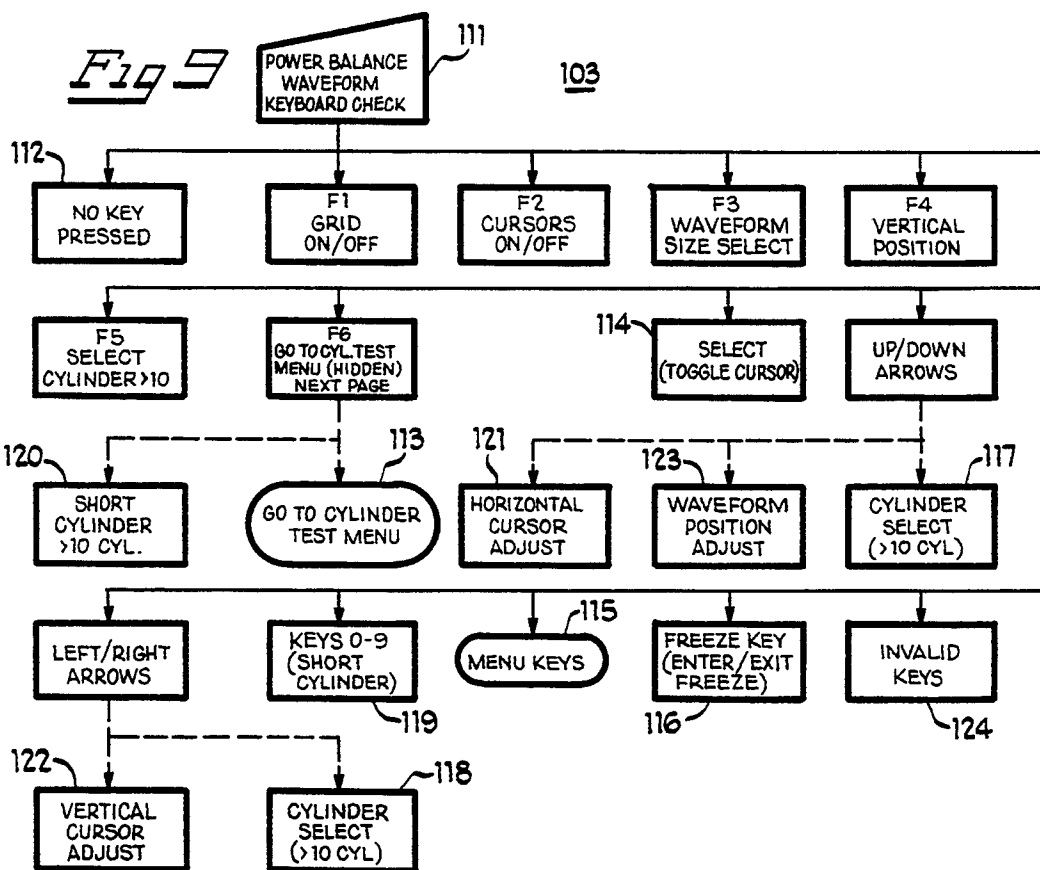 Fig 9
POWER BALANCE
WAVEFORM
KEYBOARD CHECK
111
103
112
NO KEY
PRESSED
F1
GRID
ON/OFF
F2
CURSORS
ON/OFF
F3
WAVEFORM
SIZE SELECT
F4
VERTICAL
POSITION
F5
SELECT
CYLINDER >10
F6
GO TO CYL. TEST
MENU (HIDDEN)
NEXT PAGE
114
SELECT
(TOGGLE CURSOR)
UP/DOWN
ARROWS
120
SHORT
CYLINDER
>10 CYL.
113
GO TO CYLINDER
TEST MENU
121
HORIZONTAL
CURSOR
ADJUST
123
WAVEFORM
POSITION
ADJUST
117
CYLINDER
SELECT
(>10 CYL)
LEFT/RIGHT
ARROWS
KEYS 0-9
(SHORT
CYLINDER)
119
115
MENU KEYS
FREEZE KEY
(ENTER/EXIT
FREEZE)
116
INVALID
KEYS
124
122
VERTICAL
CURSOR
ADJUST
118
CYLINDER
SELECT
(>10 CYL)